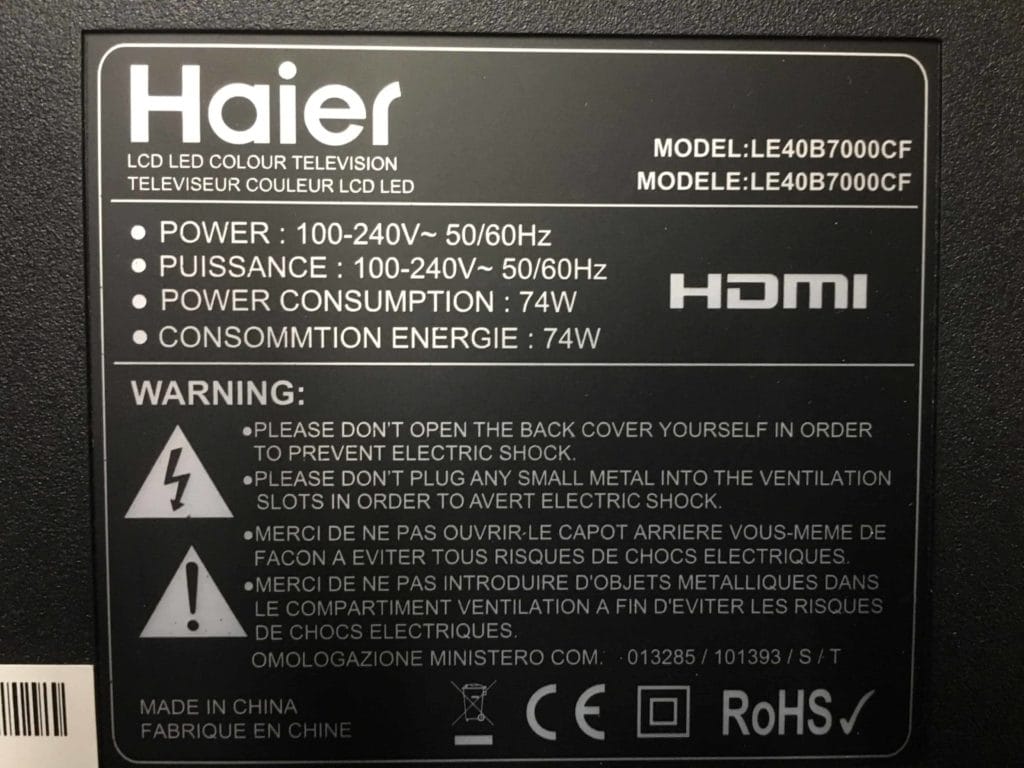 Haier
LCD LED COLOUR TELEVISION
TELEVISEUR COULEUR LCD LED
MODEL:LE40B7000CF
MODELE:LE40B7000CF
● POWER : 100-240V~ 50/60Hz
● PUISSANCE : 100-240V~ 50/60Hz
● POWER CONSUMPTION : 74W
● CONSOMMTION ENERGIE : 74W
HDMI
WARNING:
●PLEASE DON'T OPEN THE BACK COVER YOURSELF IN ORDER
TO PREVENT ELECTRIC SHOCK.
●PLEASE DON'T PLUG ANY SMALL METAL INTO THE VENTILATION
SLOTS IN ORDER TO AVERT ELECTRIC SHOCK.
●MERCI DE NE PAS OUVRIR-LE CAPOT ARRIERE VOUS-MEME DE
FACON A EVITER TOUS RISQUES DE CHOCS ELECTRIQUES.
●MERCI DE NE PAS INTRODUIRE D'OBJETS METALLIQUES DANS
LE COMPARTIMENT VENTILATION A FIN D'EVITER LES RISQUES
DE CHOCS ELECTRIQUES.
OMOLOGAZIONE MINISTERO COM. 013285 / 101393 / S / T
MADE IN CHINA
FABRIQUE EN CHINE
CE
RoHS✓